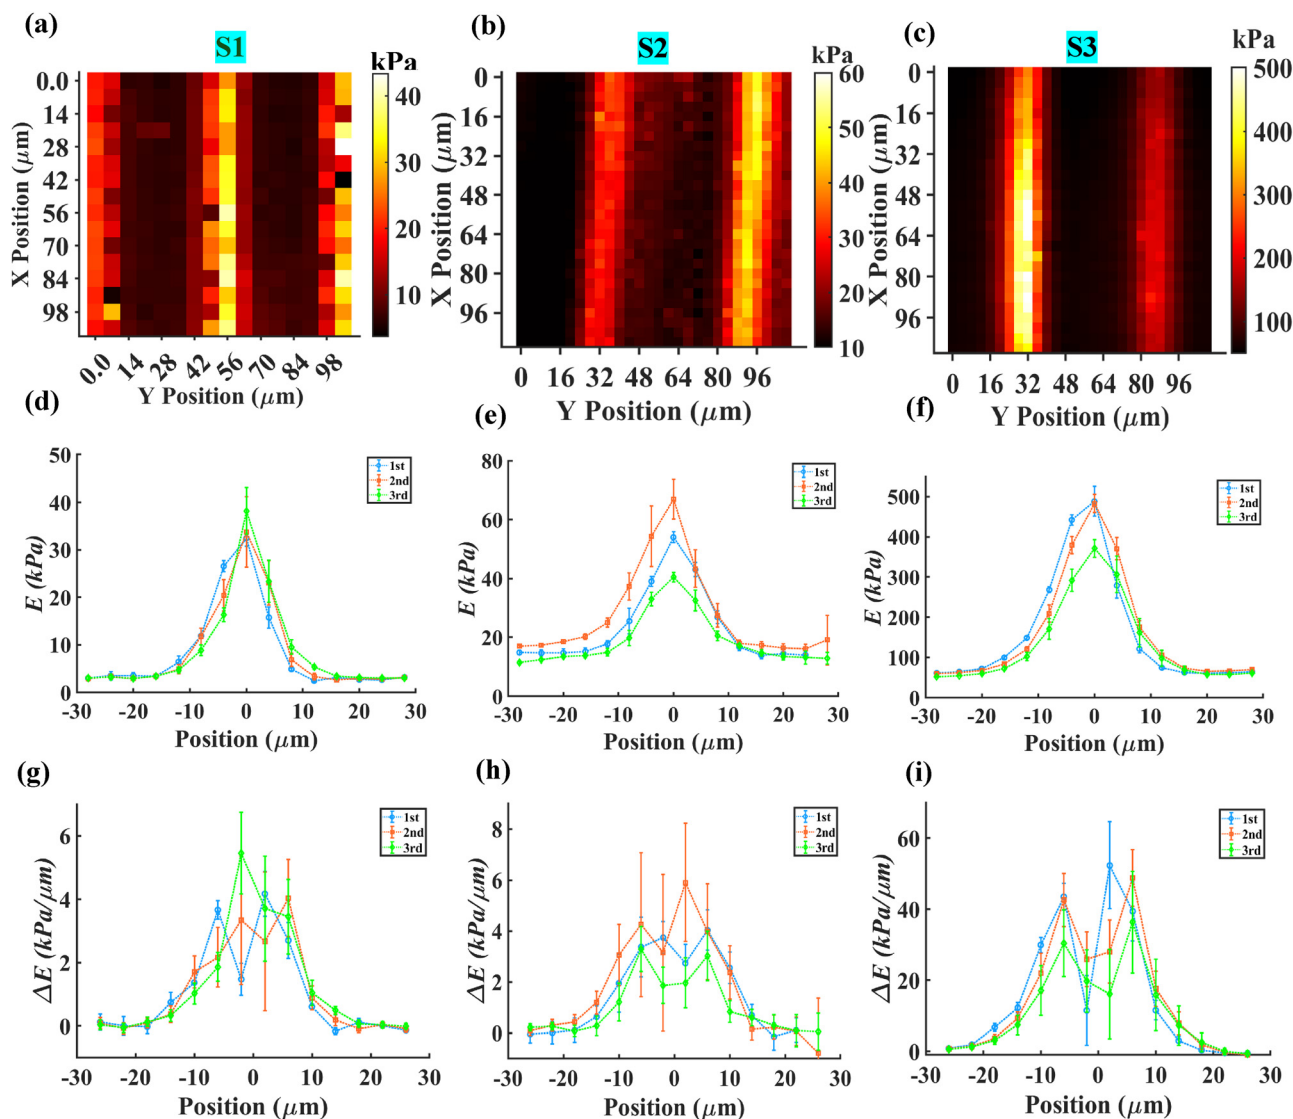 (a)
S1
kPa
0.0
14
28
42
56
70
84
98
X Position (μm)
0.0
14
28
42
56
70
84
98
Y Position (μm)
40
30
20
10
(b)
S2
kPa
0
16
32
48
64
80
96
X Position (μm)
0
16
32
48
64
80
96
Y Position (μm)
60
50
40
30
20
10
(c)
S3
kPa
0
16
32
48
64
80
96
X Position (μm)
0
16
32
48
64
80
96
Y Position (μm)
500
400
300
200
100
(d)
50
40
30
20
10
0
E (kPa)
1st
2nd
3rd
-30 -20 -10 0 10 20 30
Position (μm)
(e)
80
60
40
20
0
E (kPa)
1st
2nd
3rd
-30 -20 -10 0 10 20 30
Position (μm)
(f)
500
400
300
200
100
0
E (kPa)
1st
2nd
3rd
-30 -20 -10 0 10 20 30
Position (μm)
(g)
6
4
2
0
ΔE (kPa/μm)
1st
2nd
3rd
-30 -20 -10 0 10 20 30
Position (μm)
(h)
8
6
4
2
0
ΔE (kPa/μm)
1st
2nd
3rd
-30 -20 -10 0 10 20 30
Position (μm)
(i)
60
40
20
0
ΔE (kPa/μm)
1st
2nd
3rd
-30 -20 -10 0 10 20 30
Position (μm)